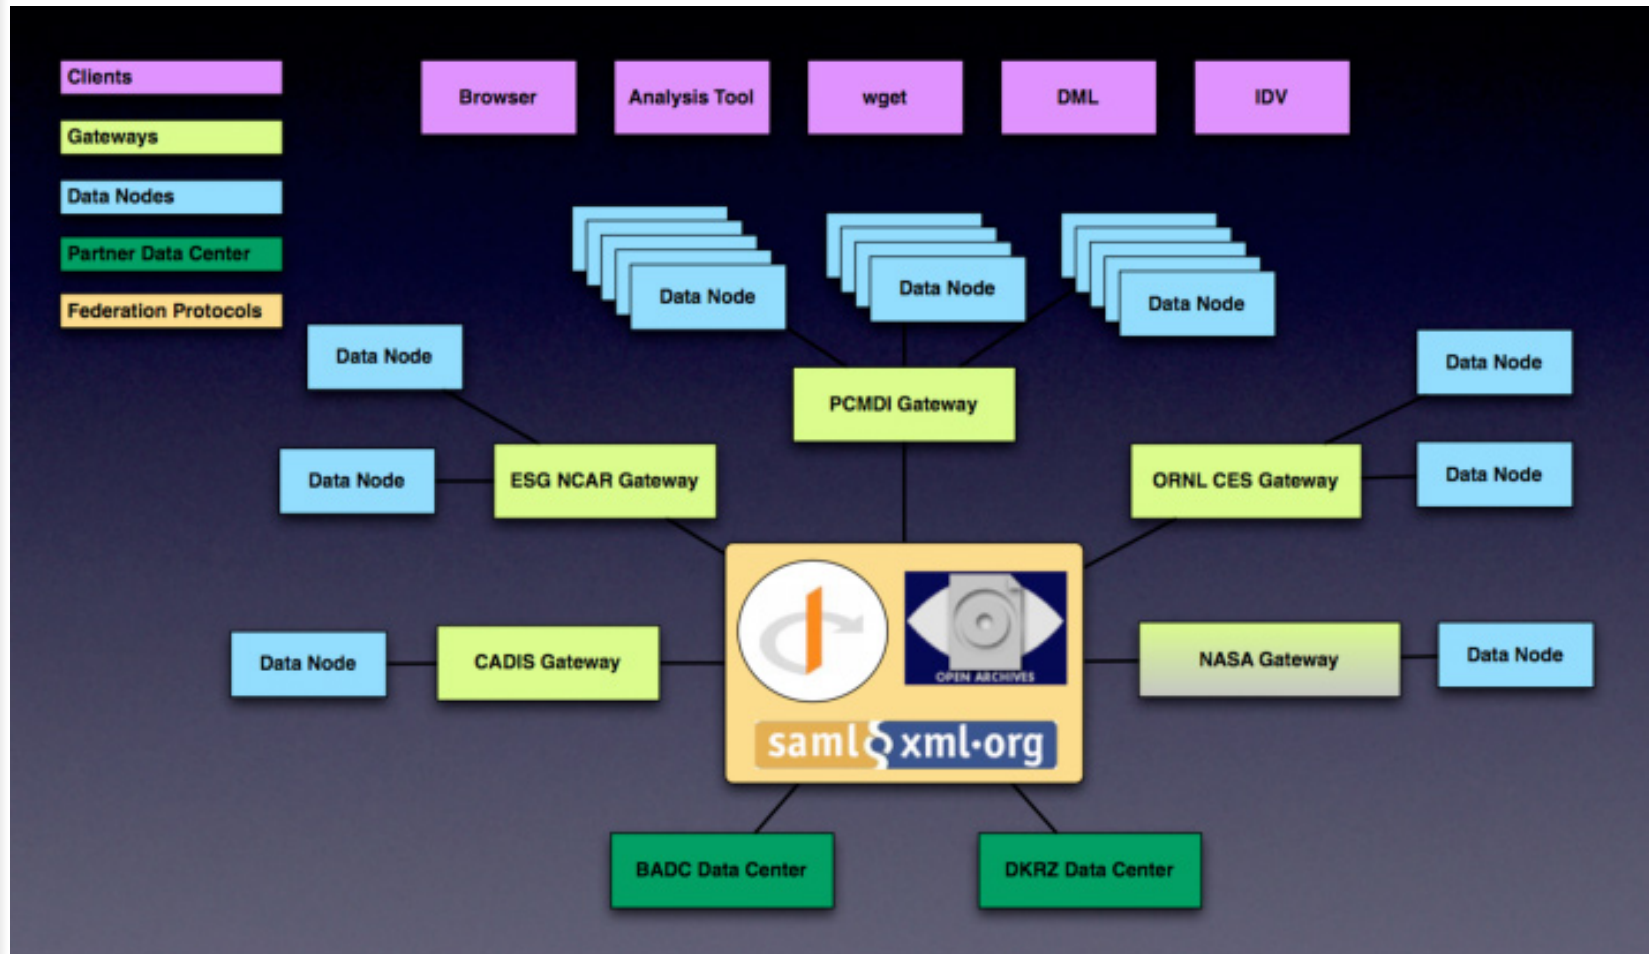 Clients
Gateways
Data Nodes
Partner Data Center
Federation Protocols
Browser
Analysis Tool
wget
DML
IDV
Data Node
Data Node
Data Node
Data Node
Data Node
PCMDI Gateway
Data Node
ESG NCAR Gateway
ORNL CES Gateway
Data Node
Data Node
CADIS Gateway
OPEN ARCHIVES
NASA Gateway
Data Node
saml xml.org
BADC Data Center
DKRZ Data Center
Data Node